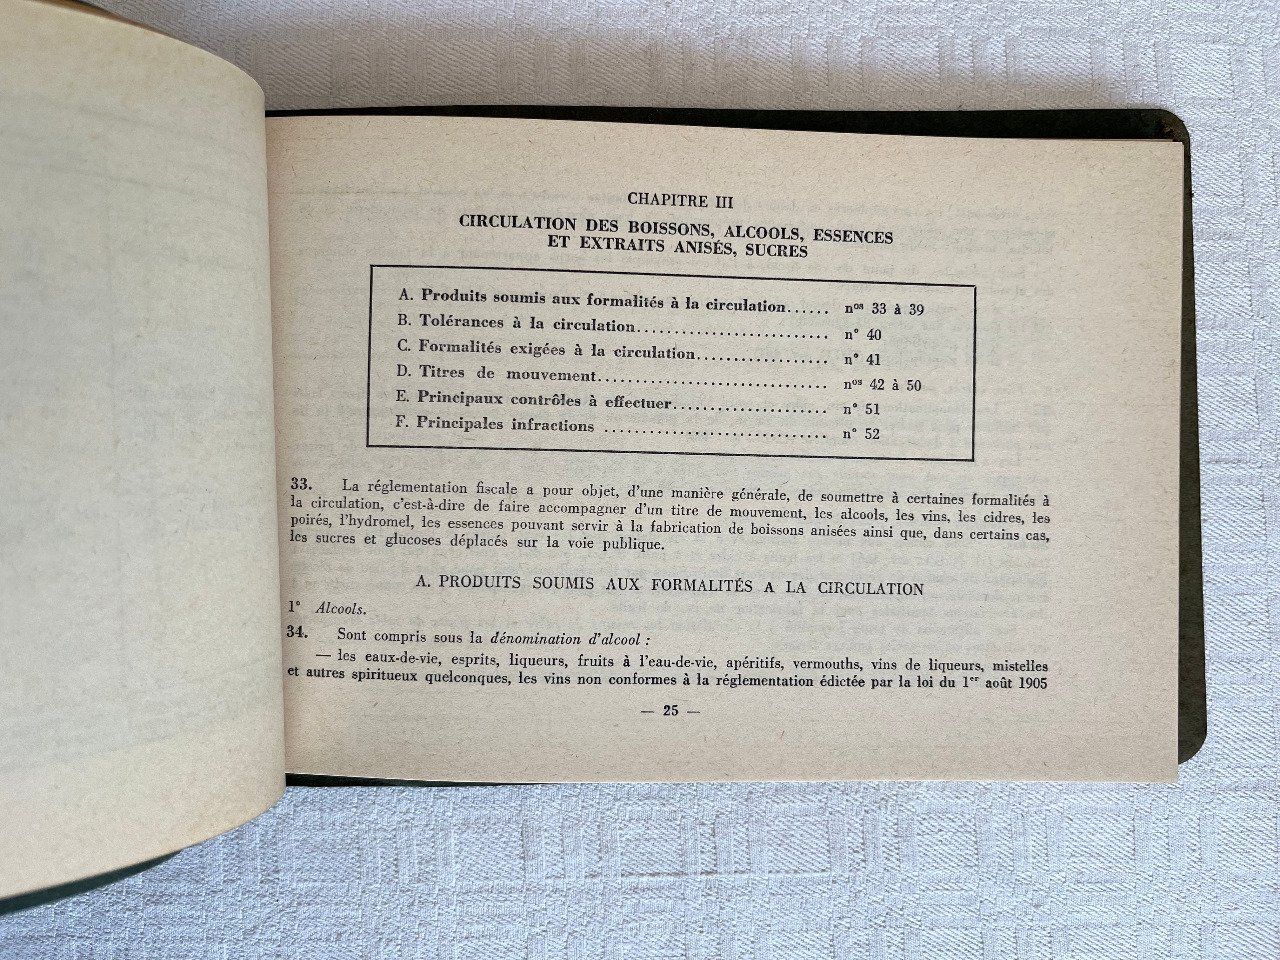 CHAPITRE III
CIRCULATION DES BOISSONS, ALCOOLS, ESSENCES
ET EXTRAITS ANISÉS, SUCRES
A. Produits soumis aux formalités à la circulation...... nos 33 à 39
B. Tolérances à la circulation.......................... n° 40
C. Formalités exigées à la circulation.................. n° 41
D. Titres de mouvement............................... nos 42 à 50
E. Principaux contrôles à effectuer..................... n° 51
F. Principales infractions .............................. n° 52
33. La réglementation fiscale a pour objet, d'une manière générale, de soumettre à certaines formalités à
la circulation, c'est-à-dire de faire accompagner d'un titre de mouvement, les alcools, les vins, les cidres, les
poirés, l'hydromel, les essences pouvant servir à la fabrication de boissons anisées ainsi que, dans certains cas,
les sucres et glucoses déplacés sur la voie publique.
A. PRODUITS SOUMIS AUX FORMALITÉS A LA CIRCULATION
1° Alcools.
34. Sont compris sous la dénomination d'alcool :
— les eaux-de-vie, esprits, liqueurs, fruits à l'eau-de-vie, apéritifs, vermouths, vins de liqueurs, mistelles
et autres spiritueux quelconques, les vins non conformes à la réglementation édictée par la loi du 1er août 1905
— 25 —